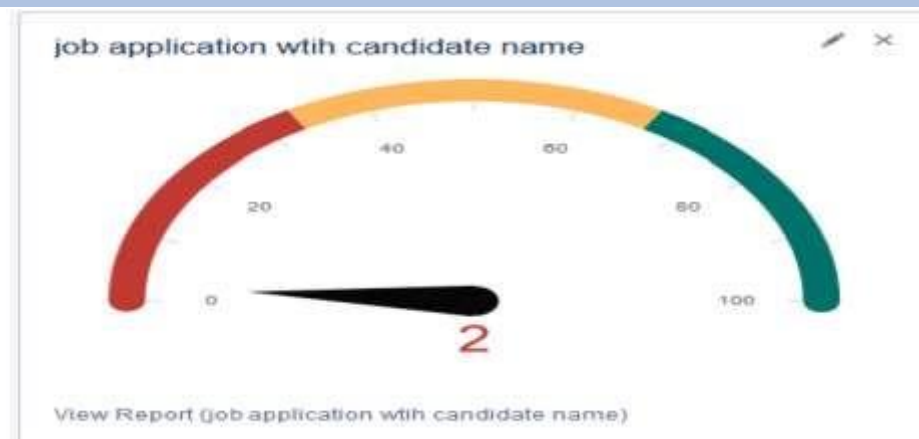 job application wtih candidate name
40 60
20 80
0 100
2
View Report (job application wtih candidate name)